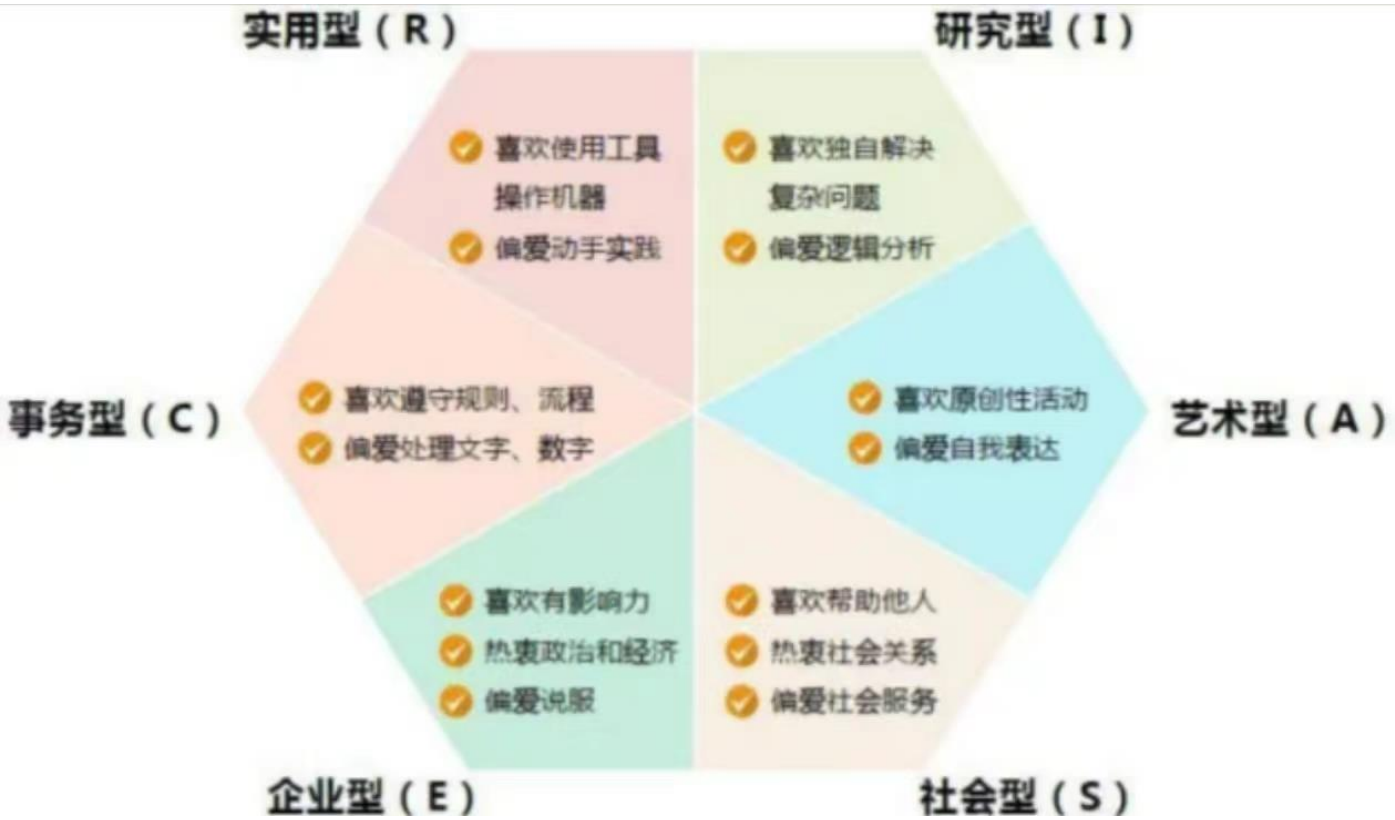 实用型（R）
研究型（I）
喜欢使用工具
操作机器
偏爱动手实践
喜欢独自解决
复杂问题
偏爱逻辑分析
事务型（C）
喜欢遵守规则、流程
偏爱处理文字、数字
喜欢原创性活动
偏爱自我表达
艺术型（A）
喜欢有影响力
热衷政治和经济
偏爱说服
喜欢帮助他人
热衷社会关系
偏爱社会服务
企业型（E）
社会型（S）